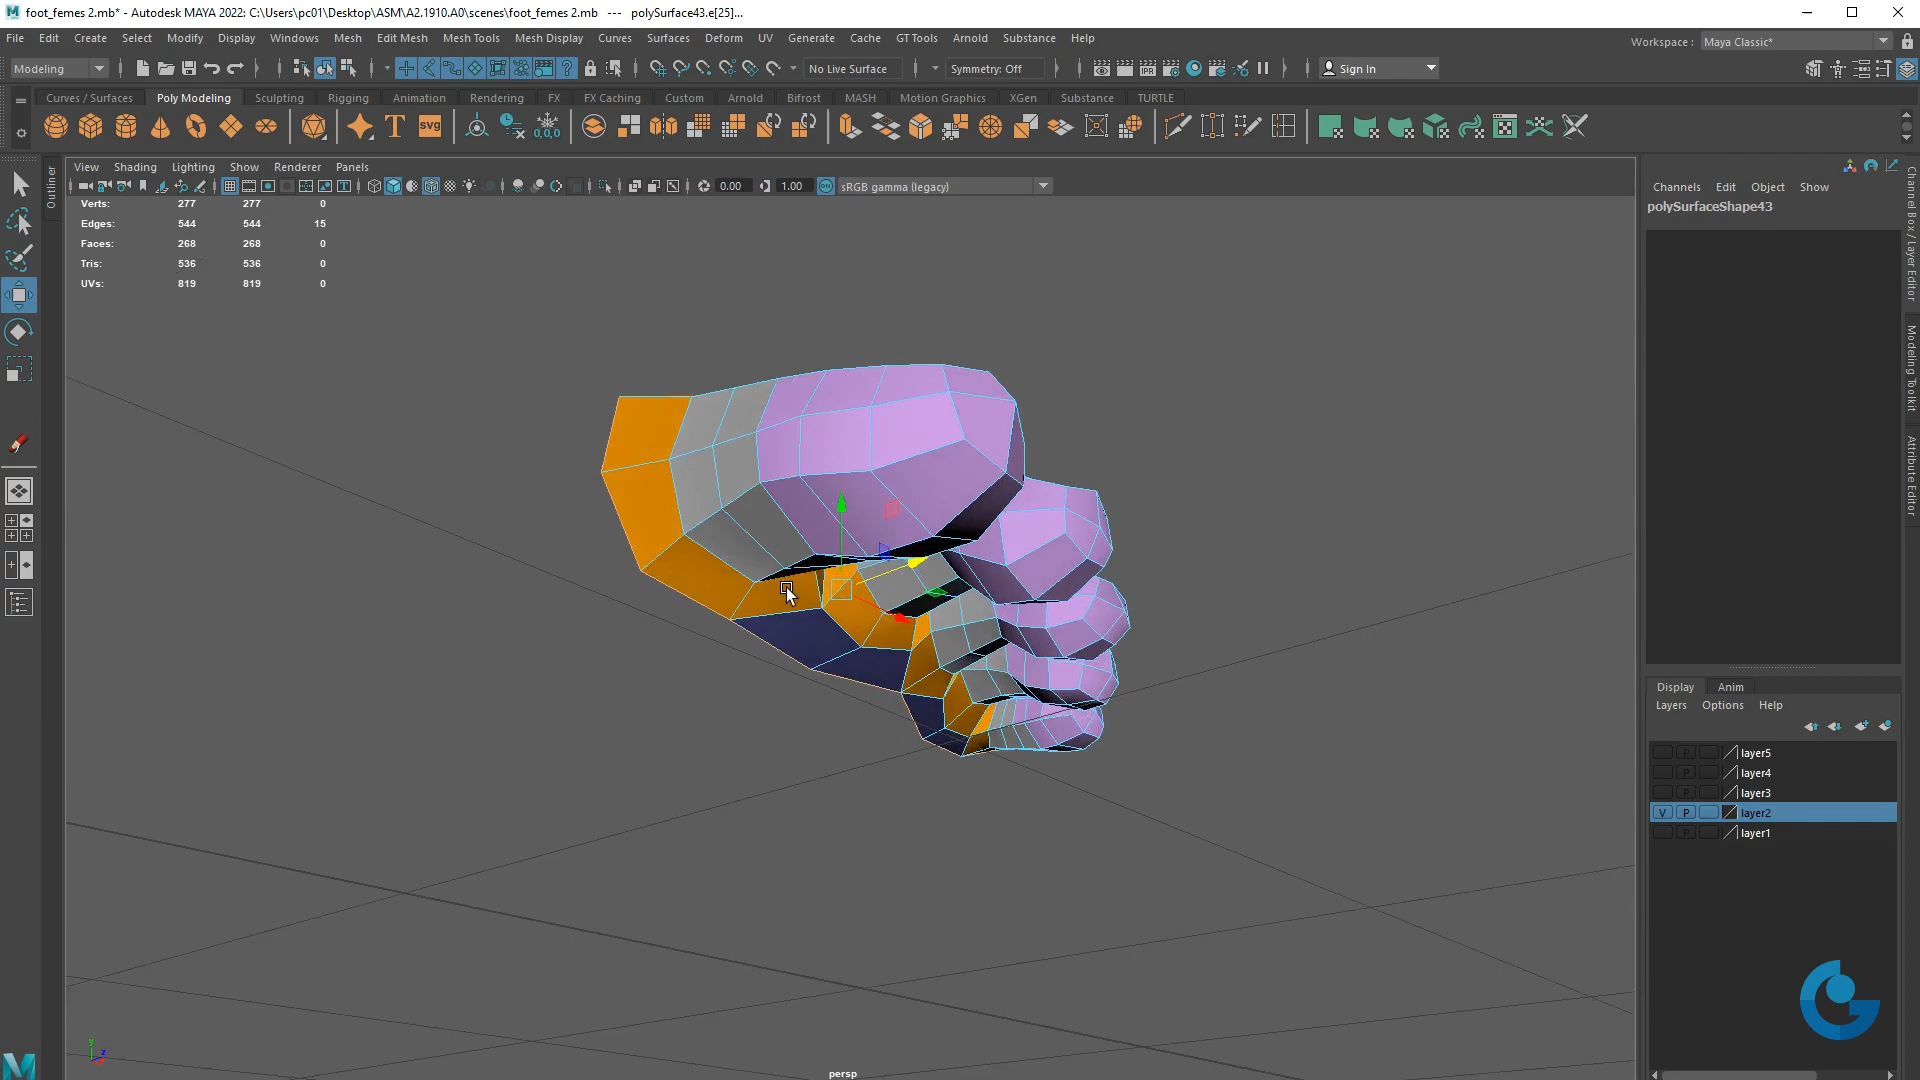 foot_femes 2.mb* - Autodesk MAYA 2022: C:\Users\pc01\Desktop\ASM\A2.1910.A0\scenes\foot_femes 2.mb --- polySurface43.e[25]...
File Edit Create Select Modify Display Windows Mesh Edit Mesh Mesh Tools Mesh Display Curves Surfaces Deform UV Generate Cache GT Tools Arnold Substance Help
Workspace : Maya Classic*
Modeling No Live Surface Symmetry: Off Sign In
Curves / Surfaces Poly Modeling Sculpting Rigging Animation Rendering FX FX Caching Custom Arnold Bifrost MASH Motion Graphics XGen Substance TURTLE
T SVG 0,0,0
View Shading Lighting Show Renderer Panels
0.00 1.00 sRGB gamma (legacy)
Outliner
Verts: 277 277 0
Edges: 544 544 15
Faces: 268 268 0
Tris: 536 536 0
UVs: 819 819 0
Channels Edit Object Show
polySurfaceShape43
Channel Box / Layer Editor
Modeling Toolkit
Attribute Editor
Display Anim
Layers Options Help
P layer5
P layer4
P layer3
V P layer2
P layer1
y
z
persp